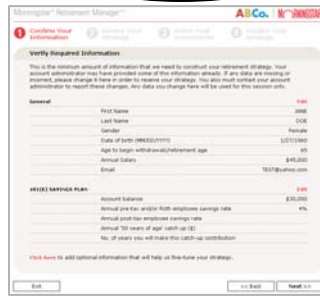 Morningstar® Retirement Manager℠
ABCo. MORNINGSTAR
1 Confirm Your Information
2 Review Your Strategy
3
4
Verify Required Information
This is the minimum amount of information that we need to construct your retirement strategy. Your
account administrator may have provided some of this information already. If any data are missing or
incorrect, please change it here in order to receive your strategy. You also must contact your account
administrator to report these changes. Any data you change here will be used for this session only.
General Edit
First Name JANE
Last Name DOE
Gender Female
Date of birth (MM/DD/YYYY) 1/27/1960
Age to begin withdrawals/retirement age 65
Annual Salary $45,000
Email TEST@yahoo.com
401(K) SAVINGS PLAN Edit
Account balance $30,000
Annual pre-tax and/or Roth employee savings rate 4%
Annual post-tax employee savings rate
Annual '50 years of age' catch up ($)
No. of years you will make this catch-up contribution
Click here to add optional information that will help us fine-tune your strategy.
Exit << Back Next >>